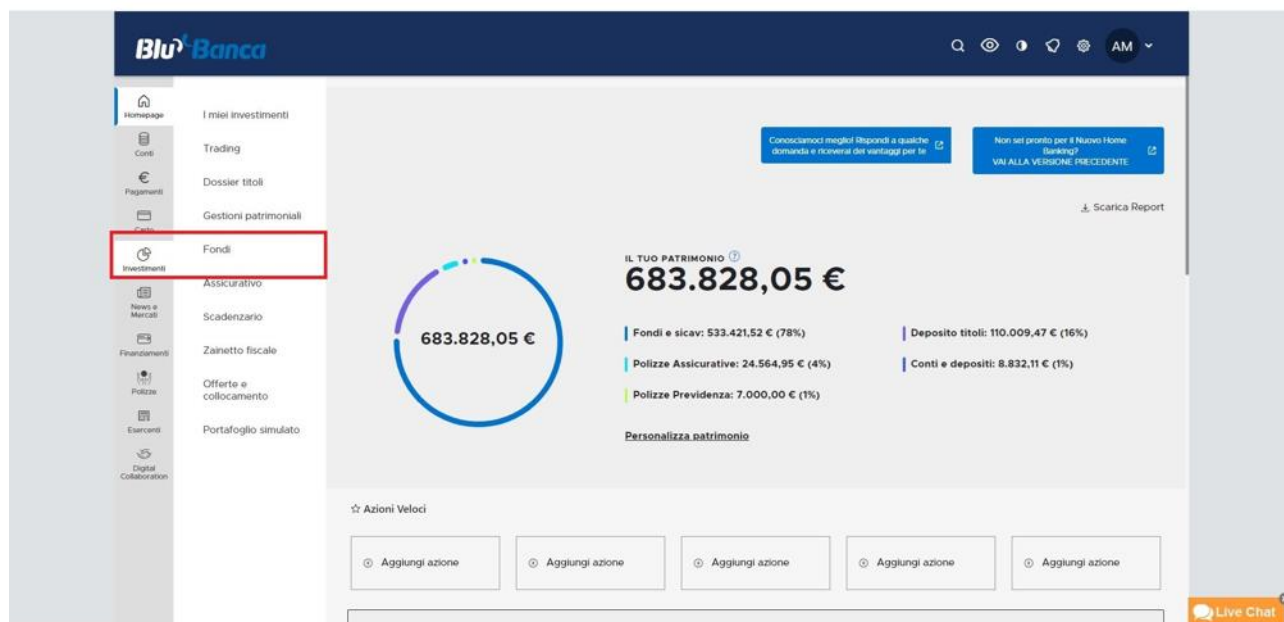 Blu Banca
AM
Homepage
Conti
Pagamenti
Carte
Investimenti
News e
Mercati
Finanziamenti
Polizze
Esercenti
Digital
Collaboration
I miei investimenti
Trading
Dossier titoli
Gestioni patrimoniali
Fondi
Assicurativo
Scadenzario
Zainetto fiscale
Offerte e
collocamento
Portafoglio simulato
Conosciamoci meglio! Rispondi a qualche
domanda e riceverai dei vantaggi per te
Non sei pronto per il Nuovo Home
Banking?
VAI ALLA VERSIONE PRECEDENTE
Scarica Report
683.828,05 €
IL TUO PATRIMONIO ?
683.828,05 €
Fondi e sicav: 533.421,52 € (78%)
Deposito titoli: 110.009,47 € (16%)
Polizze Assicurative: 24.564,95 € (4%)
Conti e depositi: 8.832,11 € (1%)
Polizze Previdenza: 7.000,00 € (1%)
Personalizza patrimonio
Azioni Veloci
Aggiungi azione
Aggiungi azione
Aggiungi azione
Aggiungi azione
Aggiungi azione
Live Chat